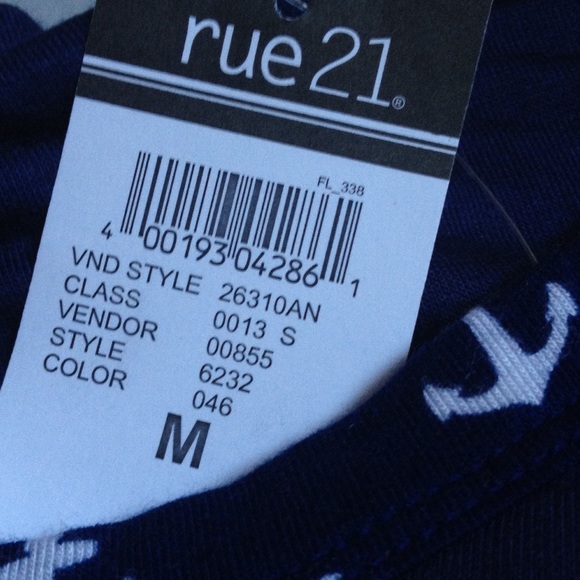 rue21®
FL_338
4 00193 04286 1
VND STYLE 26310AN
CLASS 0013 S
VENDOR 00855
STYLE 6232
COLOR 046
M